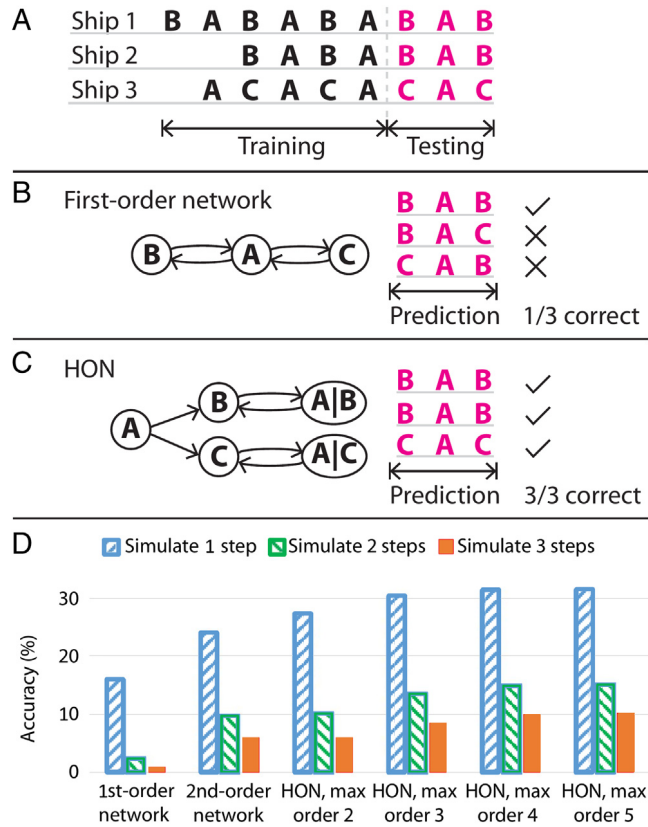 A
Ship 1 B A B A B A B A B
Ship 2 B A B A B A B
Ship 3 A C A C A C A C
Training Testing
B
First-order network
B A C
B A B
B A C
C A B
Prediction 1/3 correct
C
HON
A
B A|B
C A|C
B A B
B A B
C A C
Prediction 3/3 correct
D
Simulate 1 step Simulate 2 steps Simulate 3 steps
Accuracy (%)
30
20
10
0
1st-order network
2nd-order network
HON, max order 2
HON, max order 3
HON, max order 4
HON, max order 5